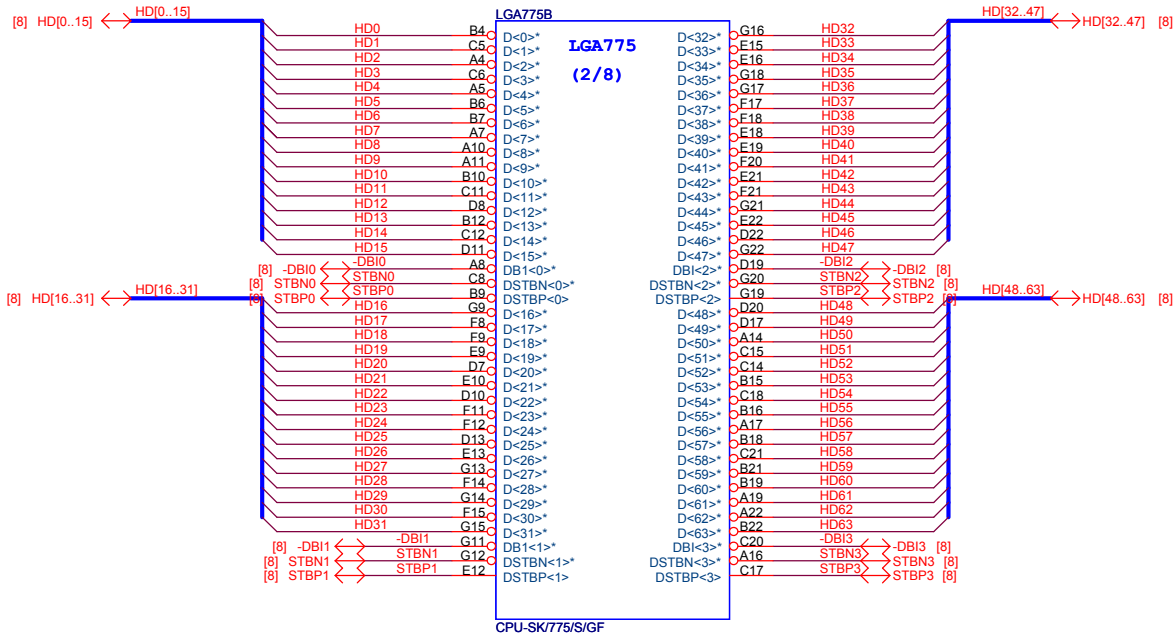 LGA775B
LGA775
(2/8)
[8] HD[0..15] HD[0..15]
HD[32..47] HD[32..47] [8]
HD0 B4 D<0>* D<32>* G16 HD32
HD1 C5 D<1>* D<33>* E15 HD33
HD2 A4 D<2>* D<34>* E16 HD34
HD3 C6 D<3>* D<35>* G18 HD35
HD4 A5 D<4>* D<36>* G17 HD36
HD5 B6 D<5>* D<37>* F17 HD37
HD6 B7 D<6>* D<38>* F18 HD38
HD7 A7 D<7>* D<39>* E18 HD39
HD8 A10 D<8>* D<40>* E19 HD40
HD9 A11 D<9>* D<41>* F20 HD41
HD10 B10 D<10>* D<42>* E21 HD42
HD11 C11 D<11>* D<43>* F21 HD43
HD12 D8 D<12>* D<44>* G21 HD44
HD13 B12 D<13>* D<45>* E22 HD45
HD14 C12 D<14>* D<46>* D22 HD46
HD15 D11 D<15>* D<47>* G22 HD47
[8] -DBI0 -DBI0 A8 DB1<0>* DBI<2>* D19 -DBI2 -DBI2 [8]
[8] STBN0 STBN0 C8 DSTBN<0>* DSTBN<2>* G20 STBN2 STBN2 [8]
[8] STBP0 STBP0 B9 DSTBP<0> DSTBP<2> G19 STBP2 STBP2 [8]
[8] HD[16..31] HD[16..31]
HD[48..63] HD[48..63] [8]
HD16 G9 D<16>* D<48>* D20 HD48
HD17 F8 D<17>* D<49>* D17 HD49
HD18 F9 D<18>* D<50>* A14 HD50
HD19 E9 D<19>* D<51>* C15 HD51
HD20 D7 D<20>* D<52>* C14 HD52
HD21 E10 D<21>* D<53>* B15 HD53
HD22 D10 D<22>* D<54>* C18 HD54
HD23 F11 D<23>* D<55>* B16 HD55
HD24 F12 D<24>* D<56>* A17 HD56
HD25 D13 D<25>* D<57>* B18 HD57
HD26 E13 D<26>* D<58>* C21 HD58
HD27 G13 D<27>* D<59>* B21 HD59
HD28 F14 D<28>* D<60>* B19 HD60
HD29 G14 D<29>* D<61>* A19 HD61
HD30 F15 D<30>* D<62>* A22 HD62
HD31 G15 D<31>* D<63>* B22 HD63
[8] -DBI1 -DBI1 G11 DB1<1>* DBI<3>* C20 -DBI3 -DBI3 [8]
[8] STBN1 STBN1 G12 DSTBN<1>* DSTBN<3>* A16 STBN3 STBN3 [8]
[8] STBP1 STBP1 E12 DSTBP<1> DSTBP<3> C17 STBP3 STBP3 [8]
CPU-SK/775/S/GF